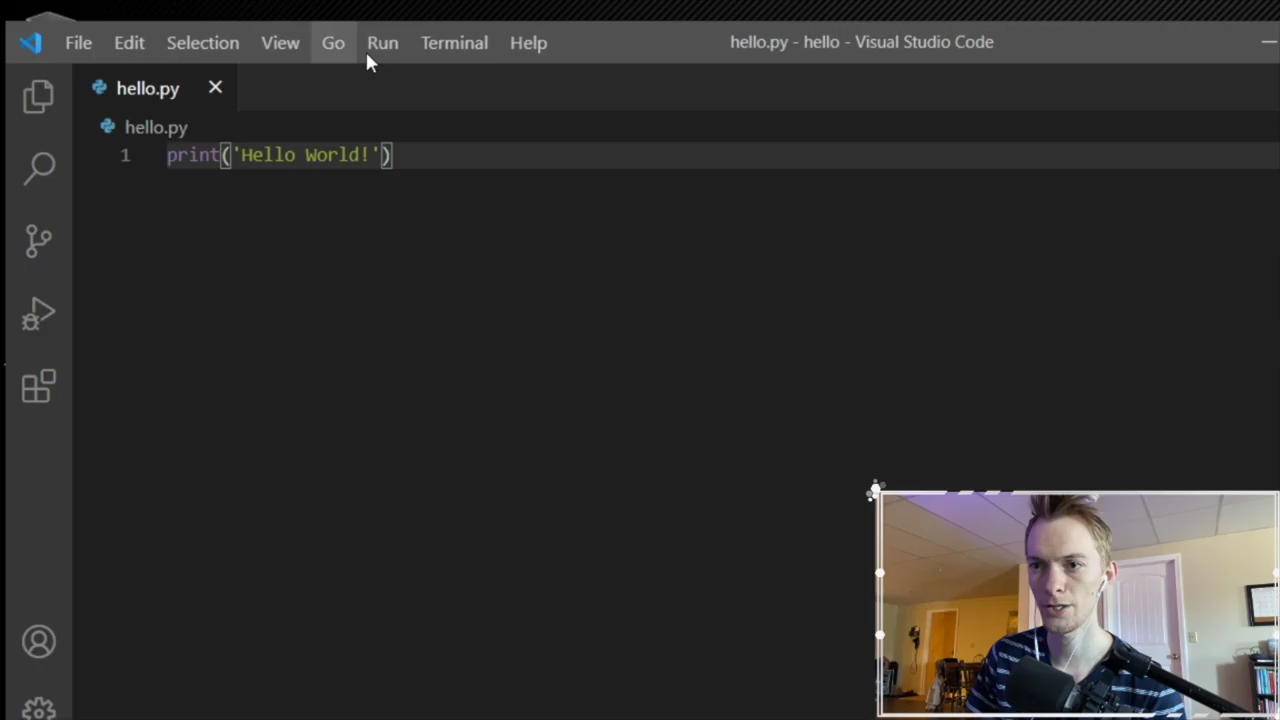 File Edit Selection View Go Run Terminal Help hello.py - hello - Visual Studio Code
hello.py
hello.py
1 print('Hello World!')